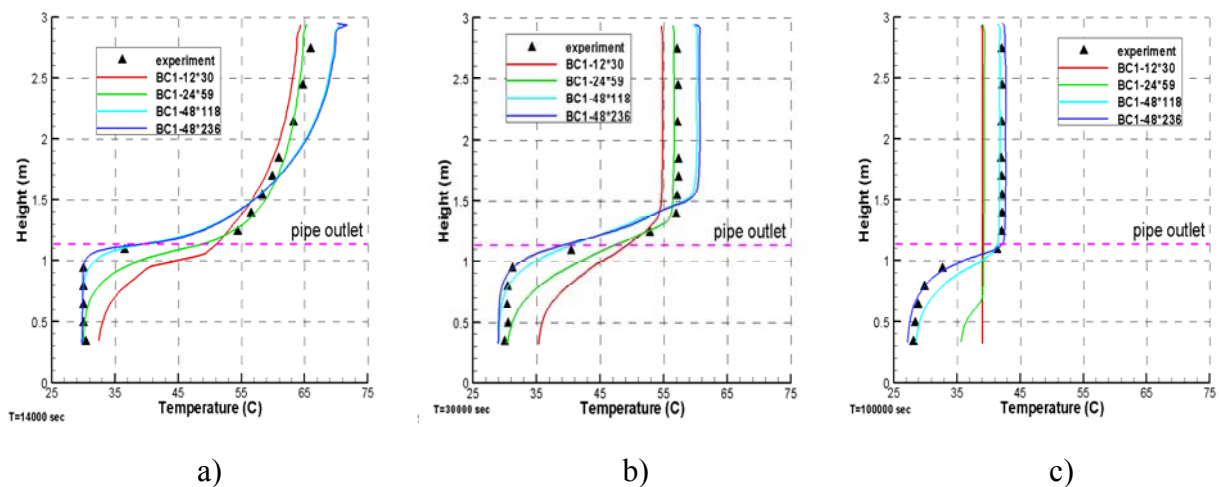 3
2.5
2
1.5
1
0.5
0
Height (m)
experiment
BC1-12*30
BC1-24*59
BC1-48*118
BC1-48*236
pipe outlet
25 35 45 55 65 75
Temperature (C)
T=14000 sec
a)
3
2.5
2
1.5
1
0.5
0
Height (m)
experiment
BC1-12*30
BC1-24*59
BC1-48*118
BC1-48*236
pipe outlet
25 35 45 55 65 75
Temperature (C)
T=30000 sec
b)
3
2.5
2
1.5
1
0.5
0
Height (m)
experiment
BC1-12*30
BC1-24*59
BC1-48*118
BC1-48*236
pipe outlet
25 35 45 55 65 75
Temperature (C)
T=100000 sec
c)